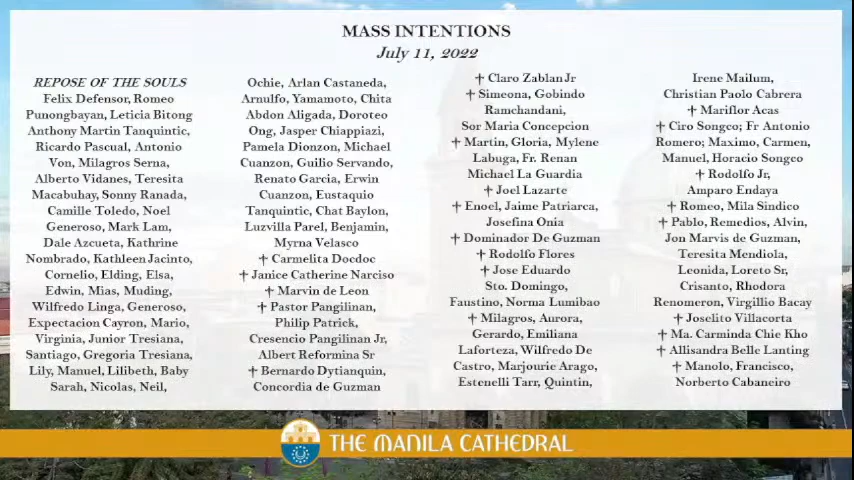 MASS INTENTIONS
July 11, 2022
REPOSE OF THE SOULS
Felix Defensor, Romeo
Punongbayan, Leticia Bitong
Anthony Martin Tanquintic,
Ricardo Pascual, Antonio
Von, Milagros Serna,
Alberto Vidanes, Teresita
Macabuhay, Sonny Ranada,
Camille Toledo, Noel
Generoso, Mark Lam,
Dale Azcueta, Kathrine
Nombrado, Kathleen Jacinto,
Cornelio, Elding, Elsa,
Edwin, Mias, Muding,
Wilfredo Linga, Generoso,
Expectacion Cayron, Mario,
Virginia, Junior Tresiana,
Santiago, Gregoria Tresiana,
Lily, Manuel, Lilibeth, Baby
Sarah, Nicolas, Neil,
Ochie, Arlan Castaneda,
Arnulfo, Yamamoto, Chita
Abdon Aligada, Doroteo
Ong, Jasper Chiappiazi,
Pamela Dionzon, Michael
Cuanzon, Guilio Servando,
Renato Garcia, Erwin
Cuanzon, Eustaquio
Tanquintic, Chat Baylon,
Luzvilla Parel, Benjamin,
Myrna Velasco
✝ Carmelita Docdoc
✝ Janice Catherine Narciso
✝ Marvin de Leon
✝ Pastor Pangilinan,
Philip Patrick,
Cresencio Pangilinan Jr,
Albert Reformina Sr
✝ Bernardo Dytianquin,
Concordia de Guzman
✝ Claro Zablan Jr
✝ Simeona, Gobindo
Ramchandani,
Sor Maria Concepcion
✝ Martin, Gloria, Mylene
Labuga, Fr. Renan
Michael La Guardia
✝ Joel Lazarte
✝ Enoel, Jaime Patriarca,
Josefina Onia
✝ Dominador De Guzman
✝ Rodolfo Flores
✝ Jose Eduardo
Sto. Domingo,
Faustino, Norma Lumibao
✝ Milagros, Aurora,
Gerardo, Emiliana
Laforteza, Wilfredo De
Castro, Marjourie Arago,
Estenelli Tarr, Quintin,
Irene Mailum,
Christian Paolo Cabrera
✝ Mariflor Acas
✝ Ciro Songco; Fr Antonio
Romero; Maximo, Carmen,
Manuel, Horacio Songco
✝ Rodolfo Jr,
Amparo Endaya
✝ Romeo, Mila Sindico
✝ Pablo, Remedios, Alvin,
Jon Marvis de Guzman,
Teresita Mendiola,
Leonida, Loreto Sr,
Crisanto, Rhodora
Renomeron, Virgillio Bacay
✝ Joselito Villacorta
✝ Ma. Carminda Chie Kho
✝ Allisandra Belle Lanting
✝ Manolo, Francisco,
Norberto Cabaneiro
THE MANILA CATHEDRAL